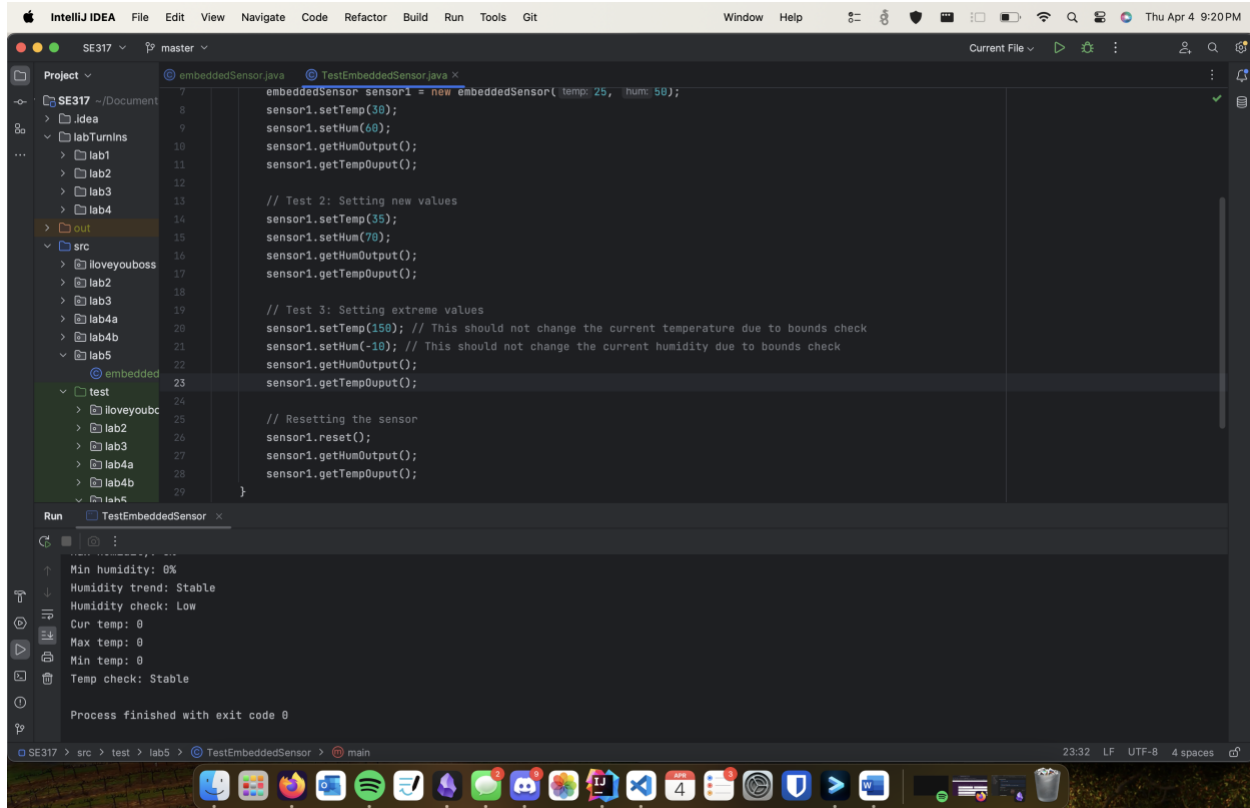 IntelliJ IDEA File Edit View Navigate Code Refactor Build Run Tools Git Window Help Thu Apr 4 9:20 PM
SE317 master Current File
Project embeddedSensor.java TestEmbeddedSensor.java
SE317 ~/Document
.idea
labTurnIns
lab1
lab2
lab3
lab4
out
src
iloveyouboss
lab2
lab3
lab4a
lab4b
lab5
embedded
test
iloveyoubo
lab2
lab3
lab4a
lab4b
lab5
7 embeddedSensor sensor1 = new embeddedSensor( temp: 25, hum: 50);
8 sensor1.setTemp(30);
9 sensor1.setHum(60);
10 sensor1.getHumOutput();
11 sensor1.getTempOuput();
12
13 // Test 2: Setting new values
14 sensor1.setTemp(35);
15 sensor1.setHum(70);
16 sensor1.getHumOutput();
17 sensor1.getTempOuput();
18
19 // Test 3: Setting extreme values
20 sensor1.setTemp(150); // This should not change the current temperature due to bounds check
21 sensor1.setHum(-10); // This should not change the current humidity due to bounds check
22 sensor1.getHumOutput();
23 sensor1.getTempOuput();
24
25 // Resetting the sensor
26 sensor1.reset();
27 sensor1.getHumOutput();
28 sensor1.getTempOuput();
29 }
Run TestEmbeddedSensor
Min humidity: 0%
Humidity trend: Stable
Humidity check: Low
Cur temp: 0
Max temp: 0
Min temp: 0
Temp check: Stable
Process finished with exit code 0
SE317 > src > test > lab5 > TestEmbeddedSensor > main 23:32 LF UTF-8 4 spaces
2 9 APR 4 3